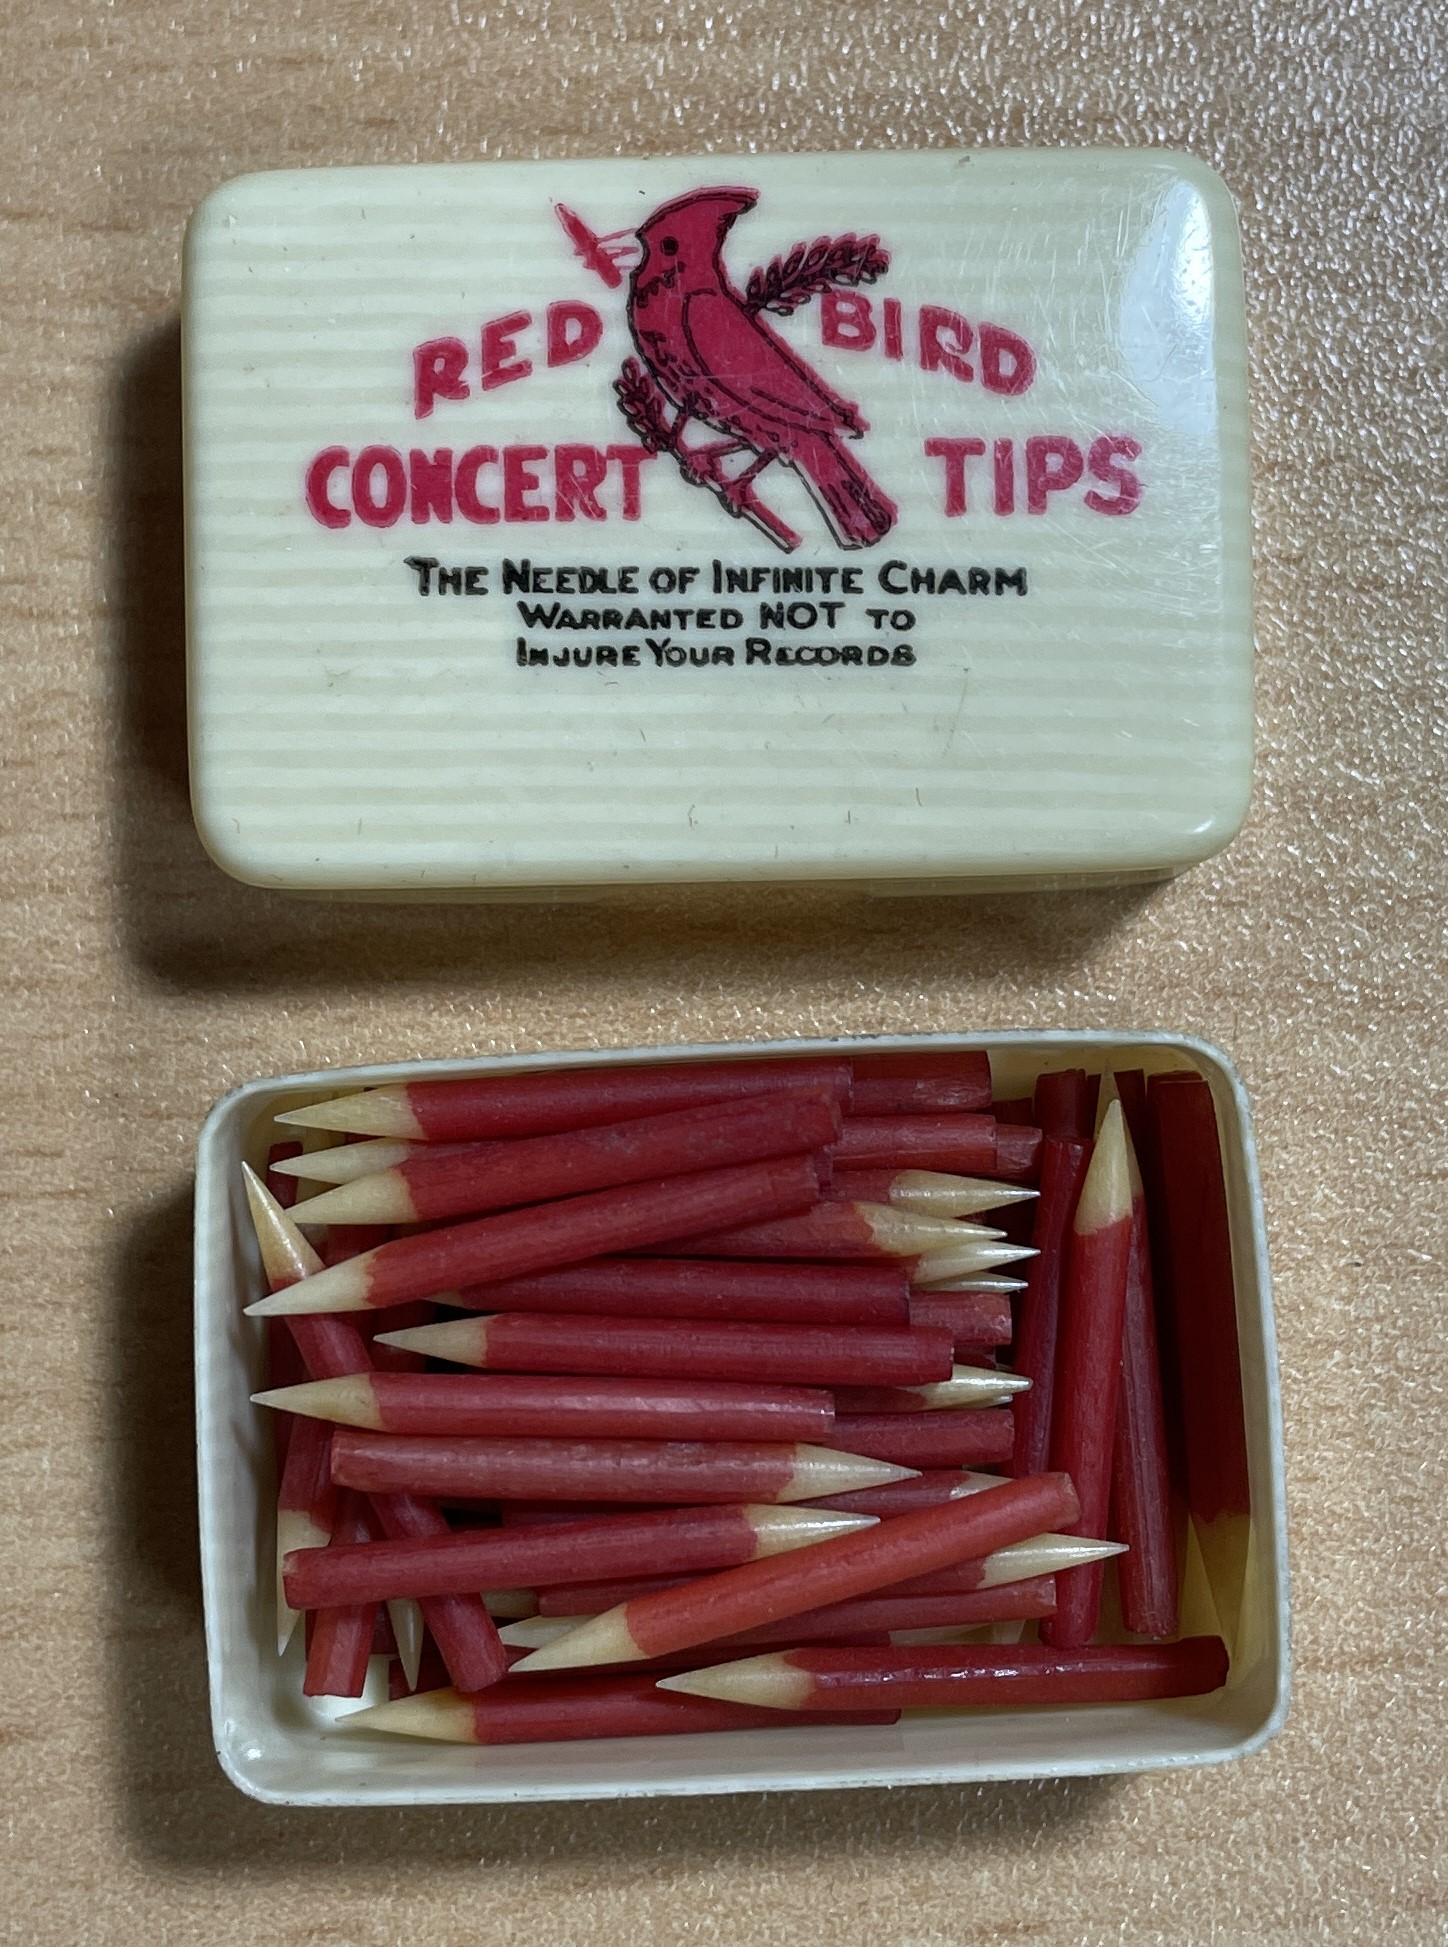 RED BIRD
CONCERT TIPS
THE NEEDLE OF INFINITE CHARM
WARRANTED NOT TO
INJURE YOUR RECORDS